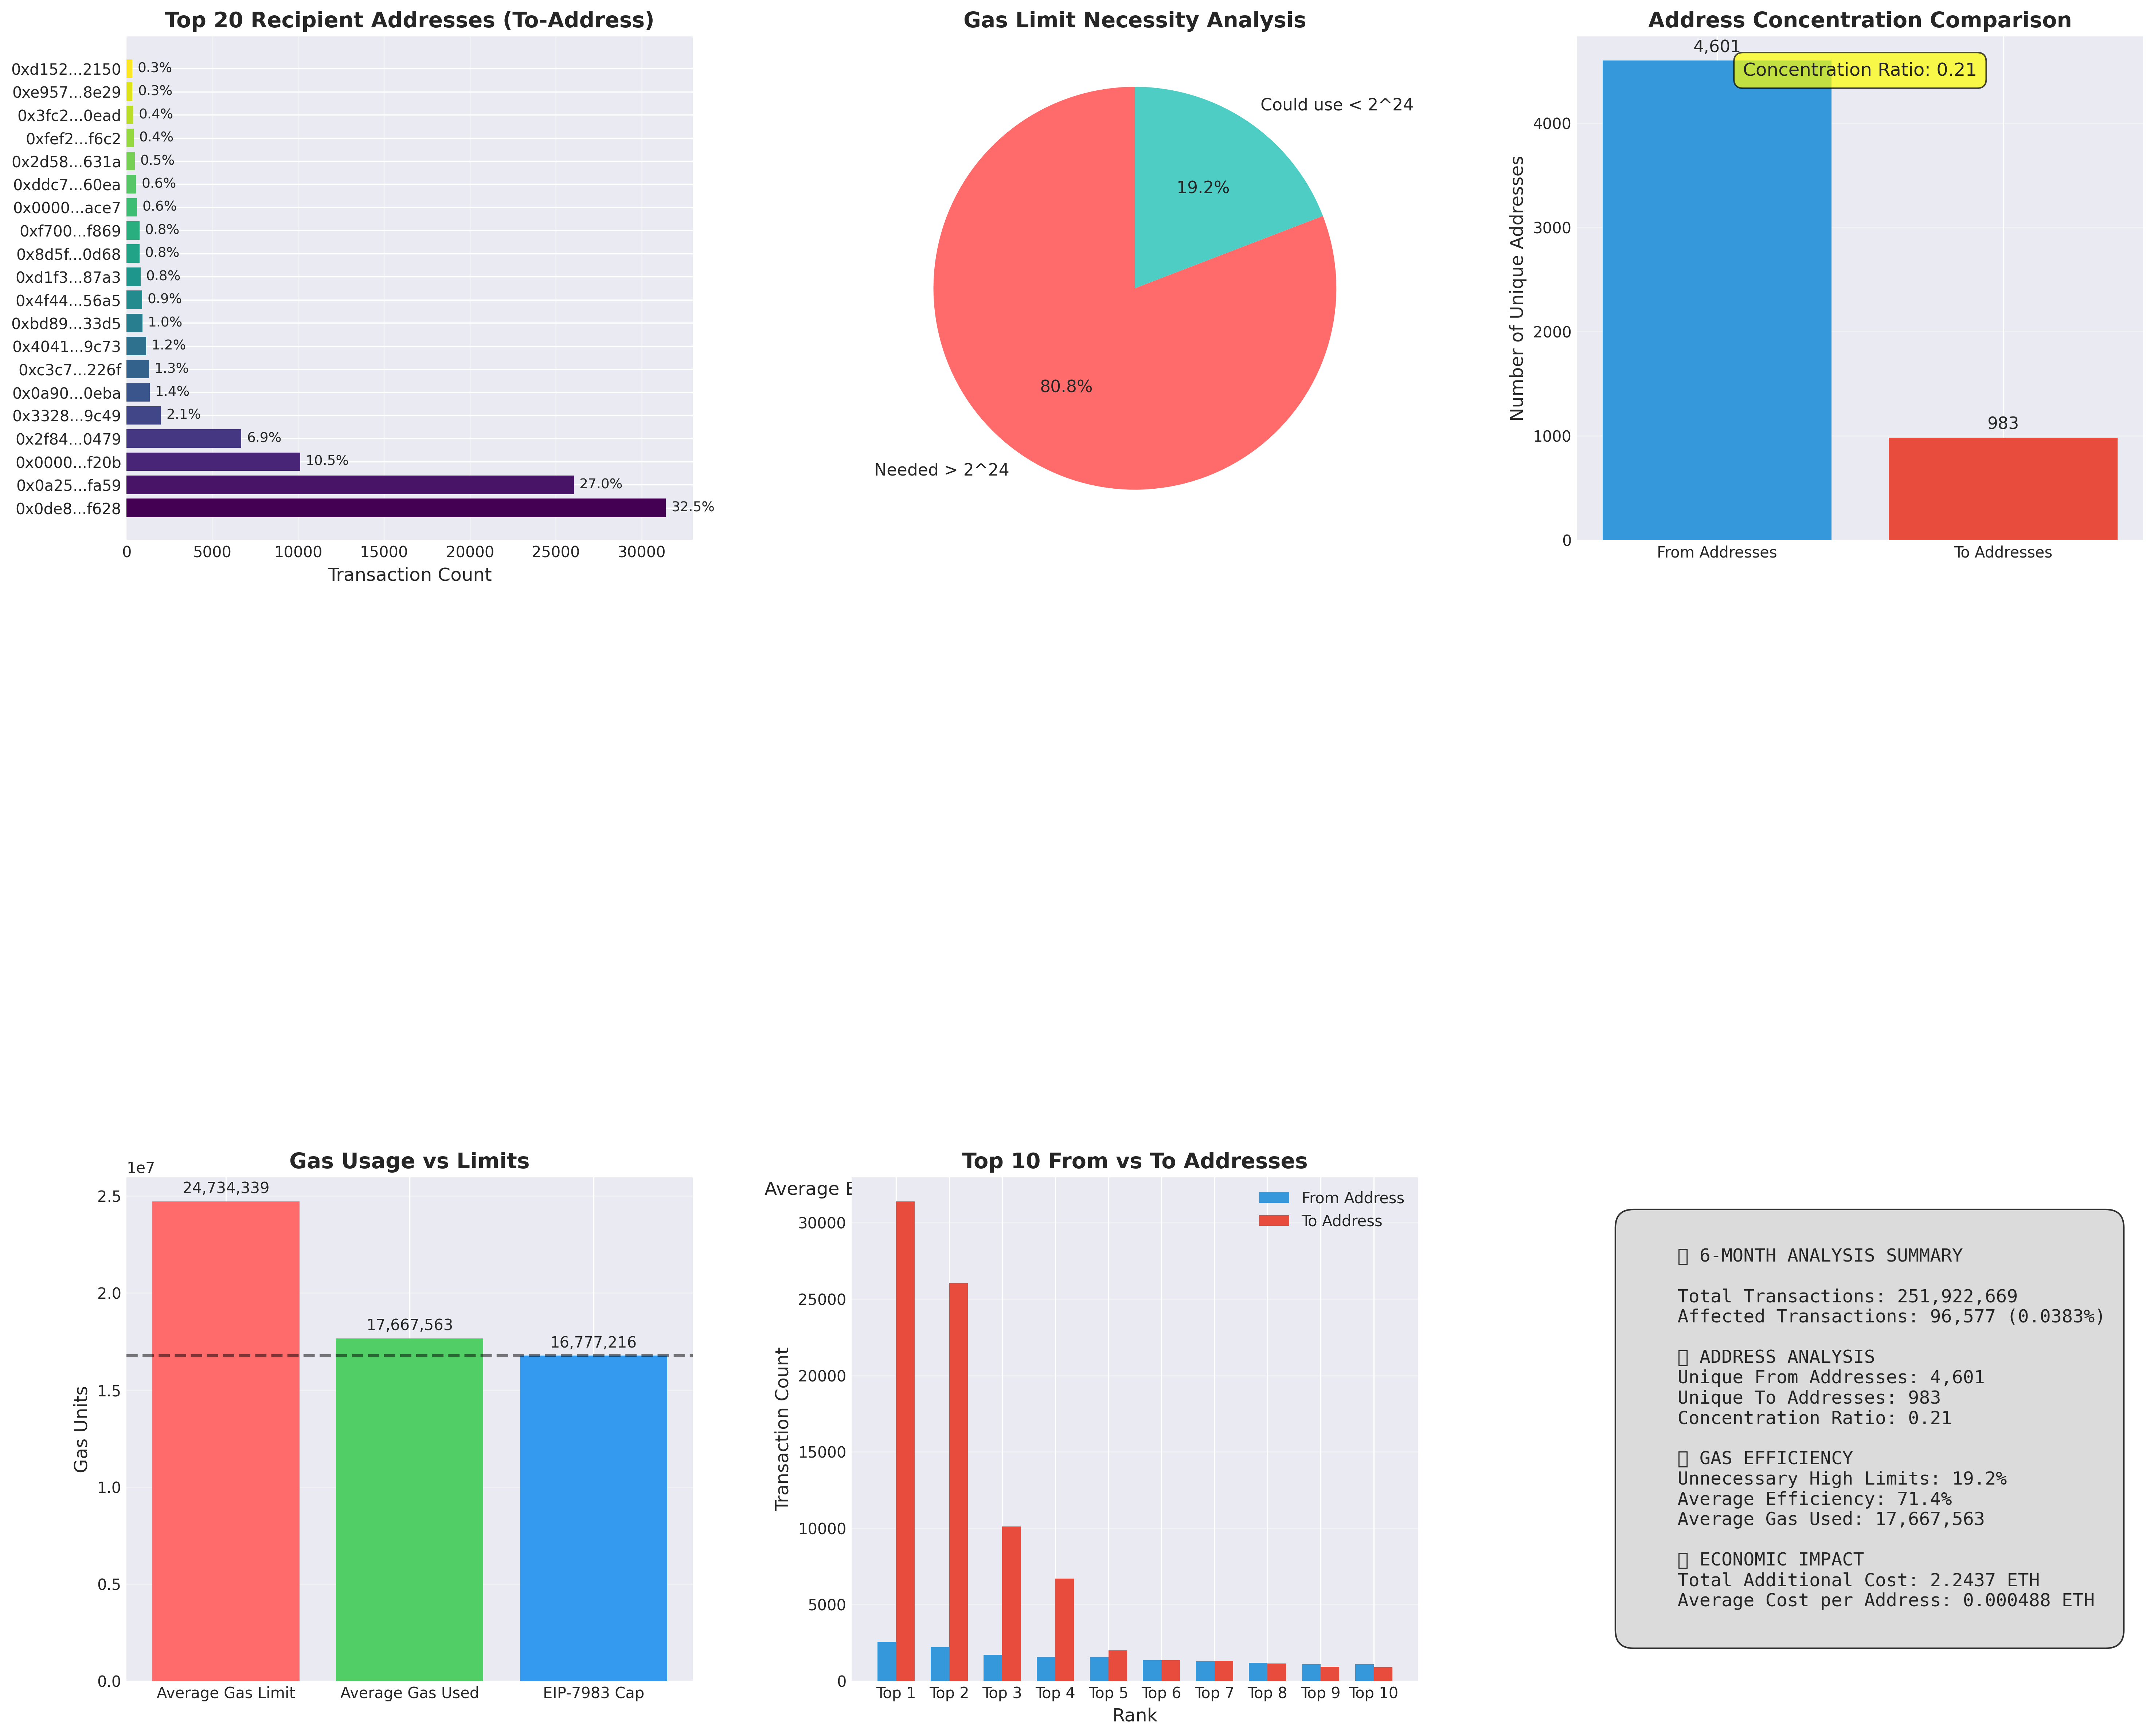 Top 20 Recipient Addresses (To-Address)
0xd152...2150
0.3%
0xe957...8e29
0.3%
0x3fc2...0ead
0.4%
0xfef2...f6c2
0.4%
0x2d58...631a
0.5%
0xddc7...60ea
0.6%
0x0000...ace7
0.6%
0xf700...f869
0.8%
0x8d5f...0d68
0.8%
0xd1f3...87a3
0.8%
0x4f44...56a5
0.9%
0xbd89...33d5
1.0%
0x4041...9c73
1.2%
0xc3c7...226f
1.3%
0x0a90...0eba
1.4%
0x3328...9c49
2.1%
0x2f84...0479
6.9%
0x0000...f20b
10.5%
0x0a25...fa59
27.0%
0x0de8...f628
32.5%
0 5000 10000 15000 20000 25000 30000
Transaction Count
Gas Limit Necessity Analysis
Could use < 2^24
19.2%
80.8%
Needed > 2^24
Address Concentration Comparison
4,601
Concentration Ratio: 0.21
Number of Unique Addresses
4000
3000
2000
1000
0
983
From Addresses To Addresses
Gas Usage vs Limits
1e7
24,734,339
17,667,563
16,777,216
Gas Units
2.5
2.0
1.5
1.0
0.5
0.0
Average Gas Limit Average Gas Used EIP-7983 Cap
Top 10 From vs To Addresses
Average
From Address
To Address
Transaction Count
30000
25000
20000
15000
10000
5000
0
Top 1 Top 2 Top 3 Top 4 Top 5 Top 6 Top 7 Top 8 Top 9 Top 10
Rank
6-MONTH ANALYSIS SUMMARY
Total Transactions: 251,922,669
Affected Transactions: 96,577 (0.0383%)
ADDRESS ANALYSIS
Unique From Addresses: 4,601
Unique To Addresses: 983
Concentration Ratio: 0.21
GAS EFFICIENCY
Unnecessary High Limits: 19.2%
Average Efficiency: 71.4%
Average Gas Used: 17,667,563
ECONOMIC IMPACT
Total Additional Cost: 2.2437 ETH
Average Cost per Address: 0.000488 ETH